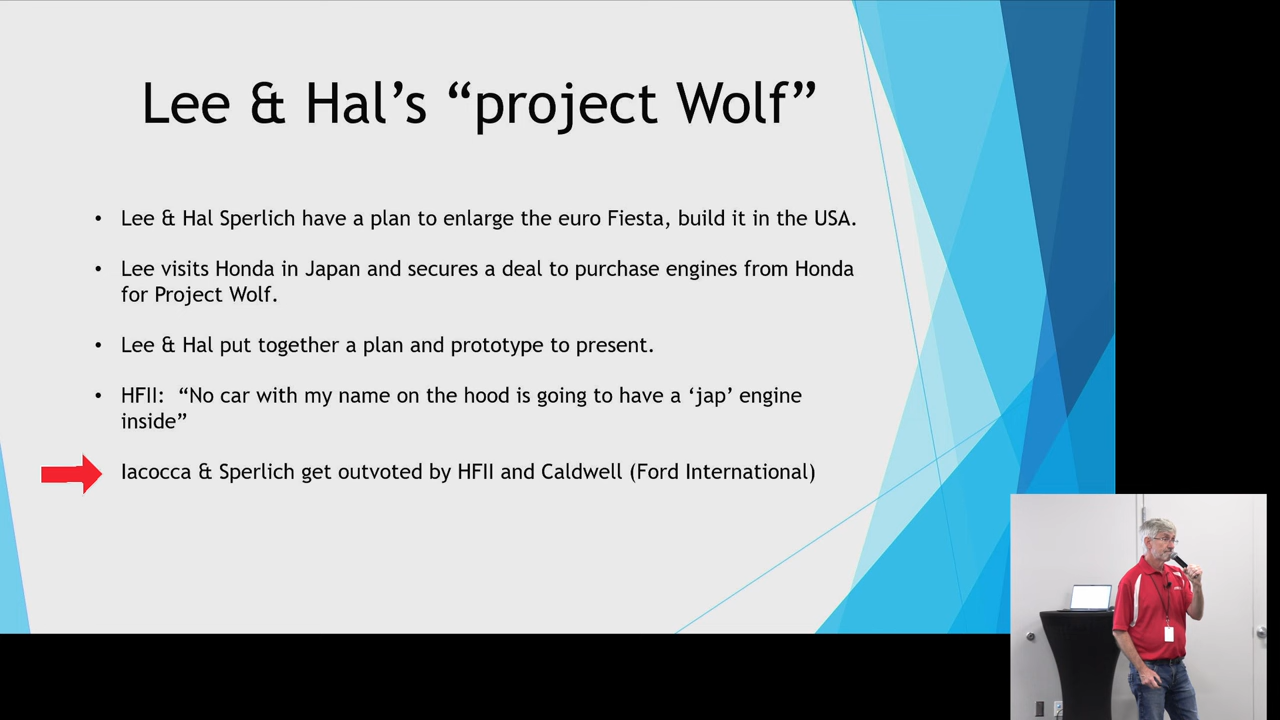 Lee & Hal's “project Wolf”
• Lee & Hal Sperlich have a plan to enlarge the euro Fiesta, build it in the USA.
• Lee visits Honda in Japan and secures a deal to purchase engines from Honda
for Project Wolf.
• Lee & Hal put together a plan and prototype to present.
• HFII:  “No car with my name on the hood is going to have a ‘jap’ engine
inside”
Iacocca & Sperlich get outvoted by HFII and Caldwell (Ford International)